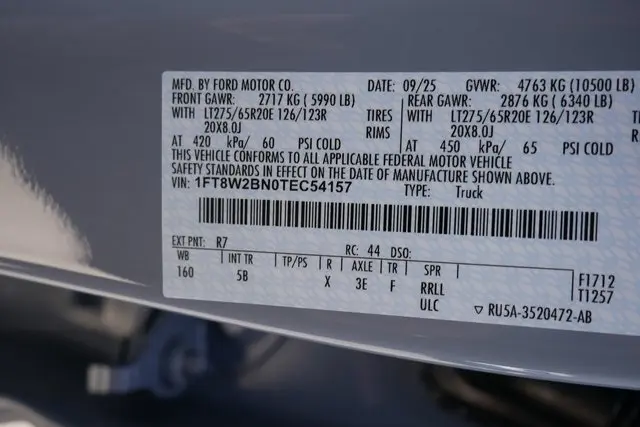 MFD. BY FORD MOTOR CO. DATE: 09/25 GVWR: 4763 KG (10500 LB)
FRONT GAWR: 2717 KG ( 5990 LB) REAR GAWR: 2876 KG ( 6340 LB)
LT275/65R20E 126/123R TIRES LT275/65R20E 126/123R
20X8.0J RIMS 20X8.0J
AT 420 kPa/ 60 PSI COLD AT 450 kPa/ 65 PSI COLD
THIS VEHICLE CONFORMS TO ALL APPLICABLE FEDERAL MOTOR VEHICLE
SAFETY STANDARDS IN EFFECT ON THE DATE OF MANUFACTURE SHOWN ABOVE.
VIN: 1FT8W2BN0TEC54157 TYPE: Truck
EXT PNT: R7 RC: 44 DSO:
WB INT TR TP/PS R AXLE TR SPR F1712
160 5B X 3E F RRLL T1257
ULC RU5A-3520472-AB